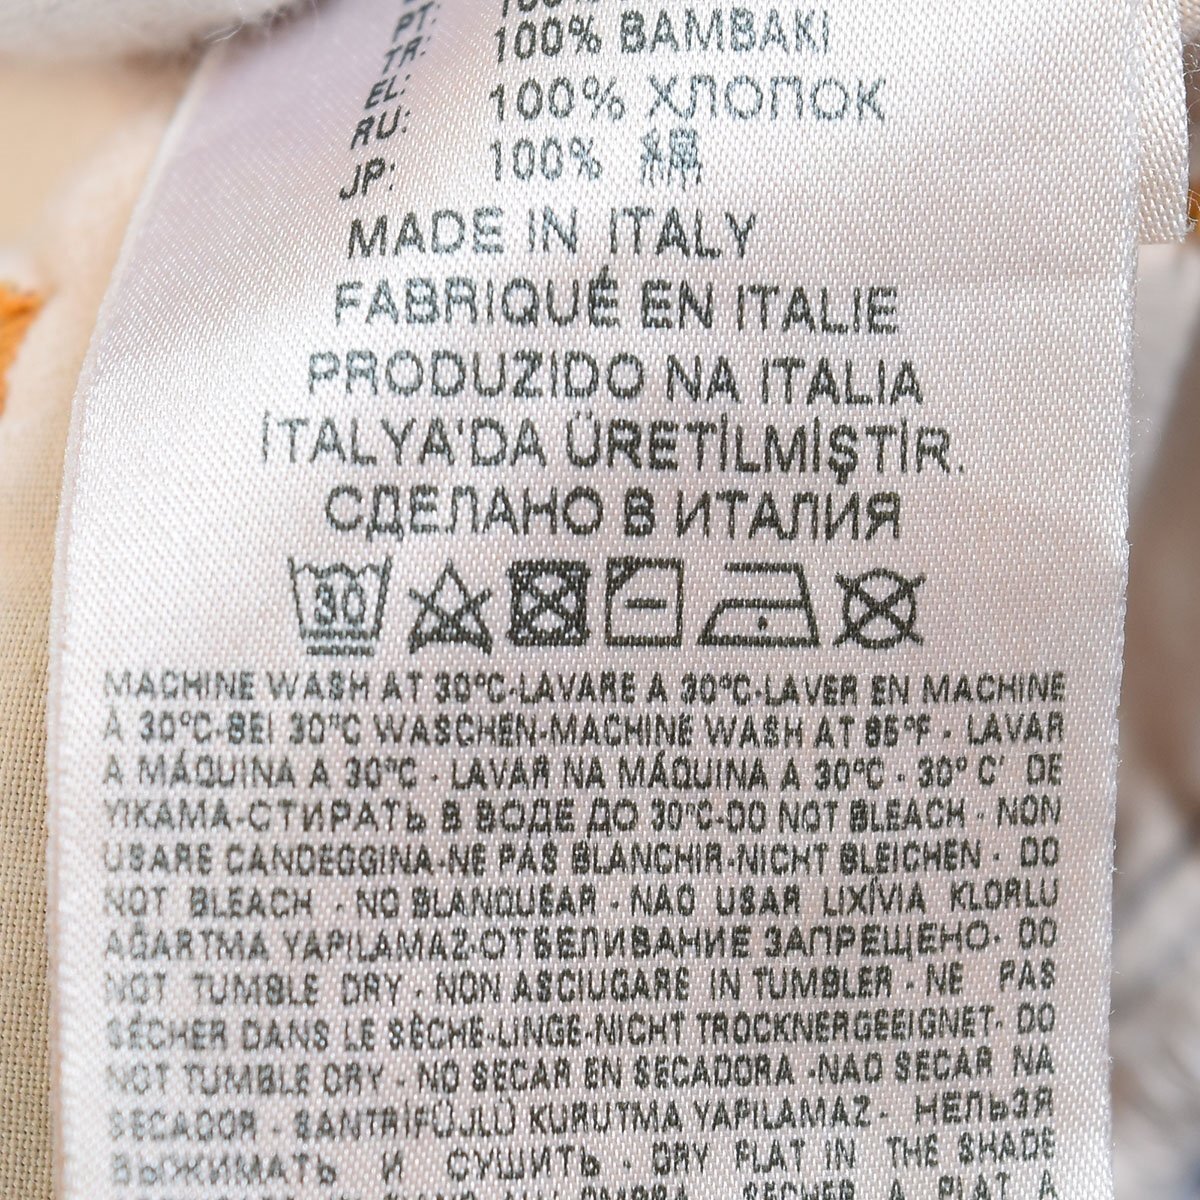 PT:
TR:
EL: 100% BAMBAKI
RU: 100% ХЛОПОК
JP: 100% 綿
MADE IN ITALY
FABRIQUÉ EN ITALIE
PRODUZIDO NA ITALIA
İTALYA'DA ÜRETİLMİŞTİR.
СДЕЛАНО В ИТАЛИЯ
30
MACHINE WASH AT 30°C-LAVARE A 30°C-LAVER EN MACHINE
A 30°C-BEI 30°C WASCHEN-MACHINE WASH AT 85°F - LAVAR
A MÁQUINA A 30°C - LAVAR NA MÁQUINA A 30°C - 30° C' DE
YIKAMA-СТИРАТЬ В ВОДЕ ДО 30°C-DO NOT BLEACH - NON
USARE CANDEGGINA-NE PAS BLANCHIR-NICHT BLEICHEN - DO
NOT BLEACH - NO BLANQUÉAR - NAO USAR LIXÍVIA KLORLU
AĞARTMA YAPILAMAZ-ОТБЕЛИВАНИЕ ЗАПРЕЩЕНО- DO
NOT TUMBLE DRY - NON ASCIUGARE IN TUMBLER - NE PAS
SÉCHER DANS LE SÈCHE-LINGE-NICHT TROCKNERGEEIGNET- DO
NOT TUMBLE DRY - NO SECAR EN SECADORA -NAO SECAR NA
SECADOR - SANTRİFÜJLÜ KURUTMA YAPILAMAZ - НЕЛЬЗЯ
ВЫЖИМАТЬ И СУШИТЬ - DRY FLAT IN THE SHADE